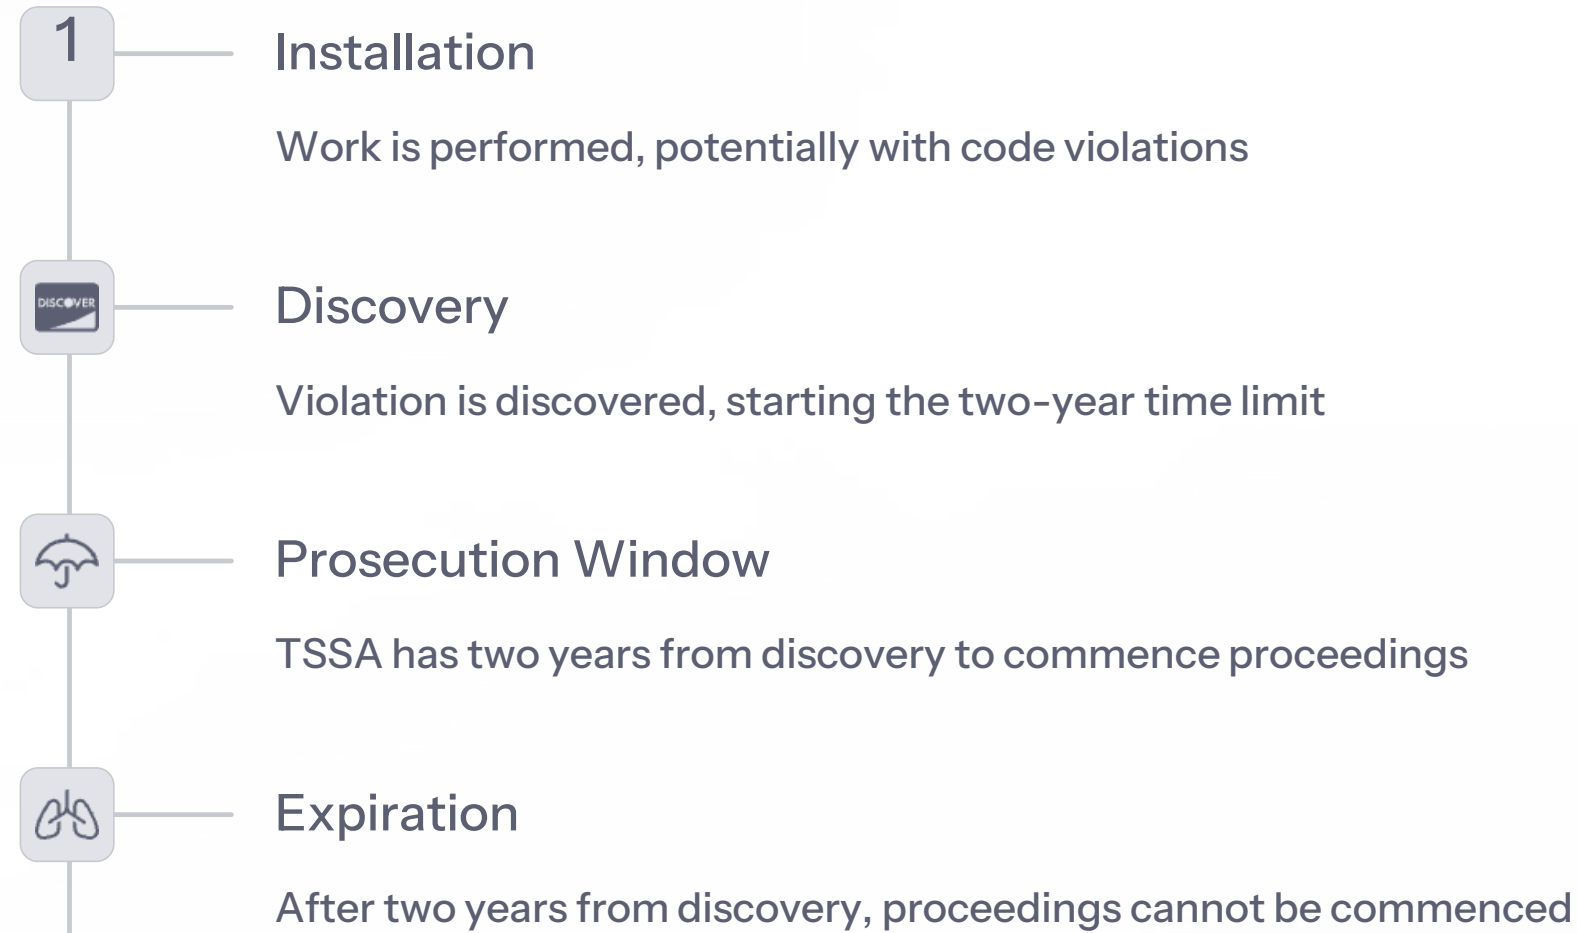 1
Installation
Work is performed, potentially with code violations
DISCOVER
Discovery
Violation is discovered, starting the two-year time limit
Prosecution Window
TSSA has two years from discovery to commence proceedings
Expiration
After two years from discovery, proceedings cannot be commenced